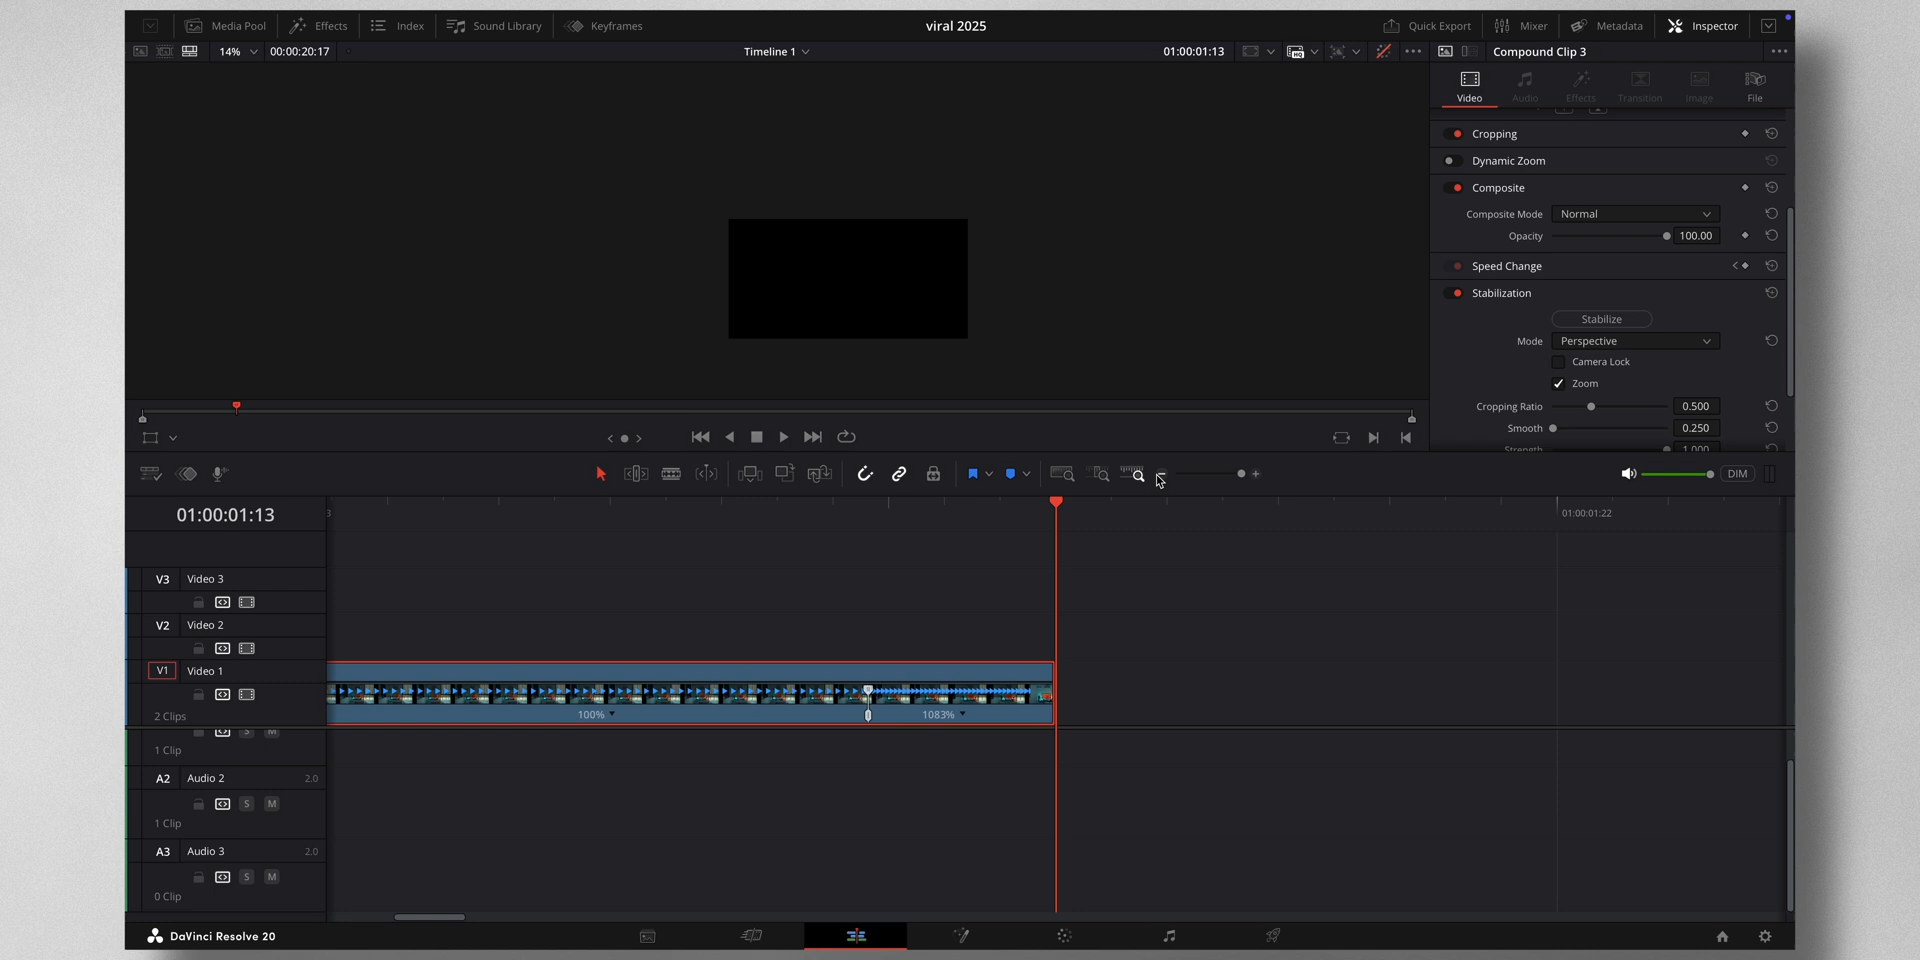 Media Pool Effects Index Sound Library Keyframes viral 2025 Quick Export Mixer Metadata Inspector
14% 00:00:20:17 Timeline 1 01:00:01:13 HQ Compound Clip 3
Video Audio Effects Transition Image File
Cropping
Dynamic Zoom
Composite
Composite Mode Normal
Opacity 100.00
Speed Change
Stabilization
Stabilize
Mode Perspective
Camera Lock
Zoom
Cropping Ratio 0.500
Smooth 0.250
Strength 1.000
DIM
01:00:01:13 3 01:00:01:22
V3 Video 3
V2 Video 2
V1 Video 1
100% 1083%
2 Clips
S M
1 Clip
A2 Audio 2 2.0
S M
1 Clip
A3 Audio 3 2.0
S M
0 Clip
DaVinci Resolve 20